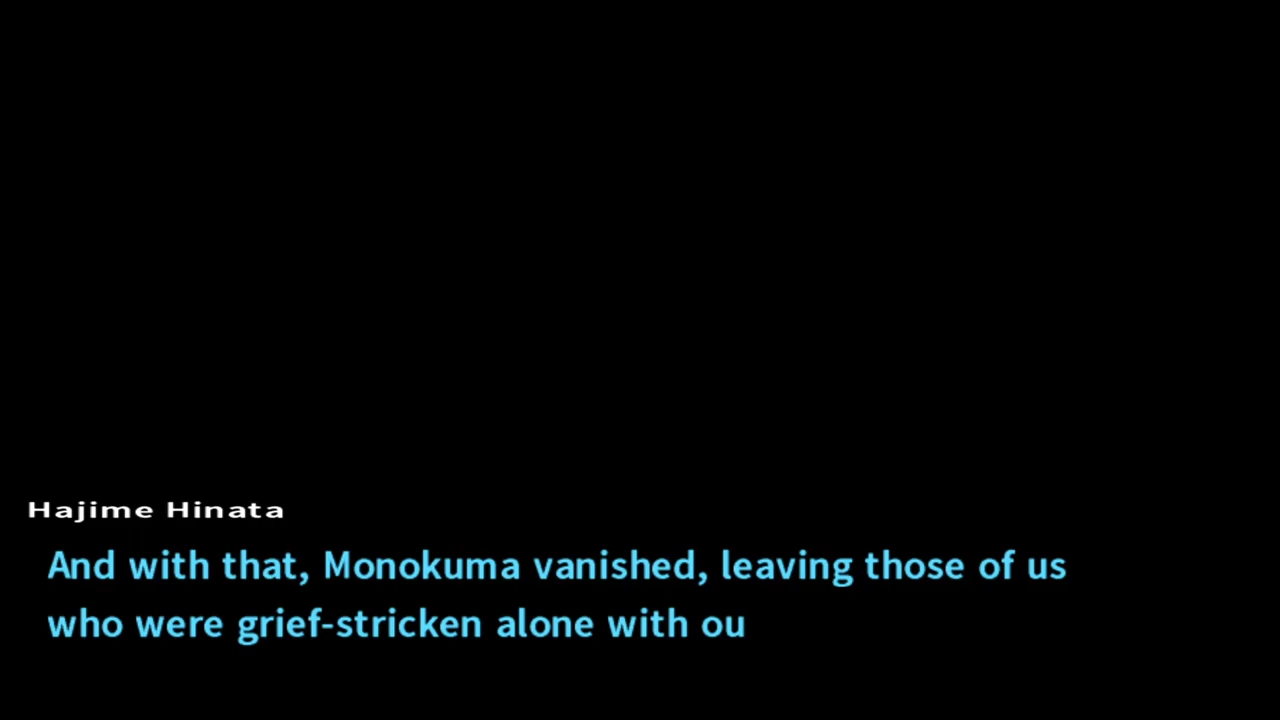 Hajime Hinata
And with that, Monokuma vanished, leaving those of us
who were grief-stricken alone with ou